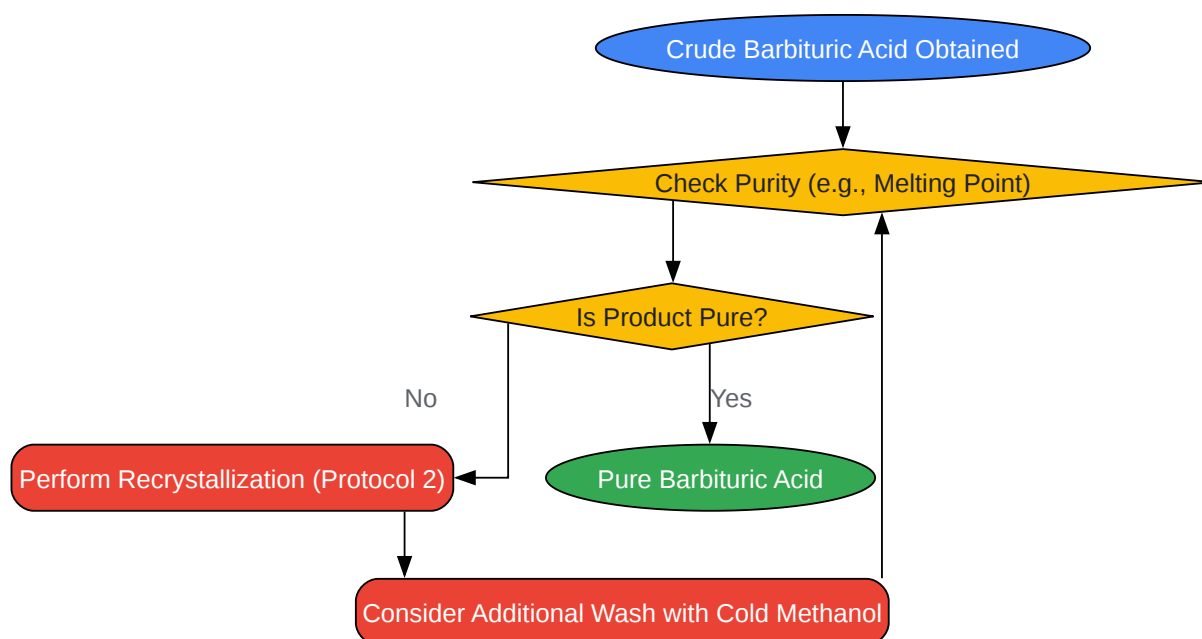 Crude Barbituric Acid Obtained
Check Purity (e.g., Melting Point)
Is Product Pure?
No
Yes
Perform Recrystallization (Protocol 2)
Pure Barbituric Acid
Consider Additional Wash with Cold Methanol